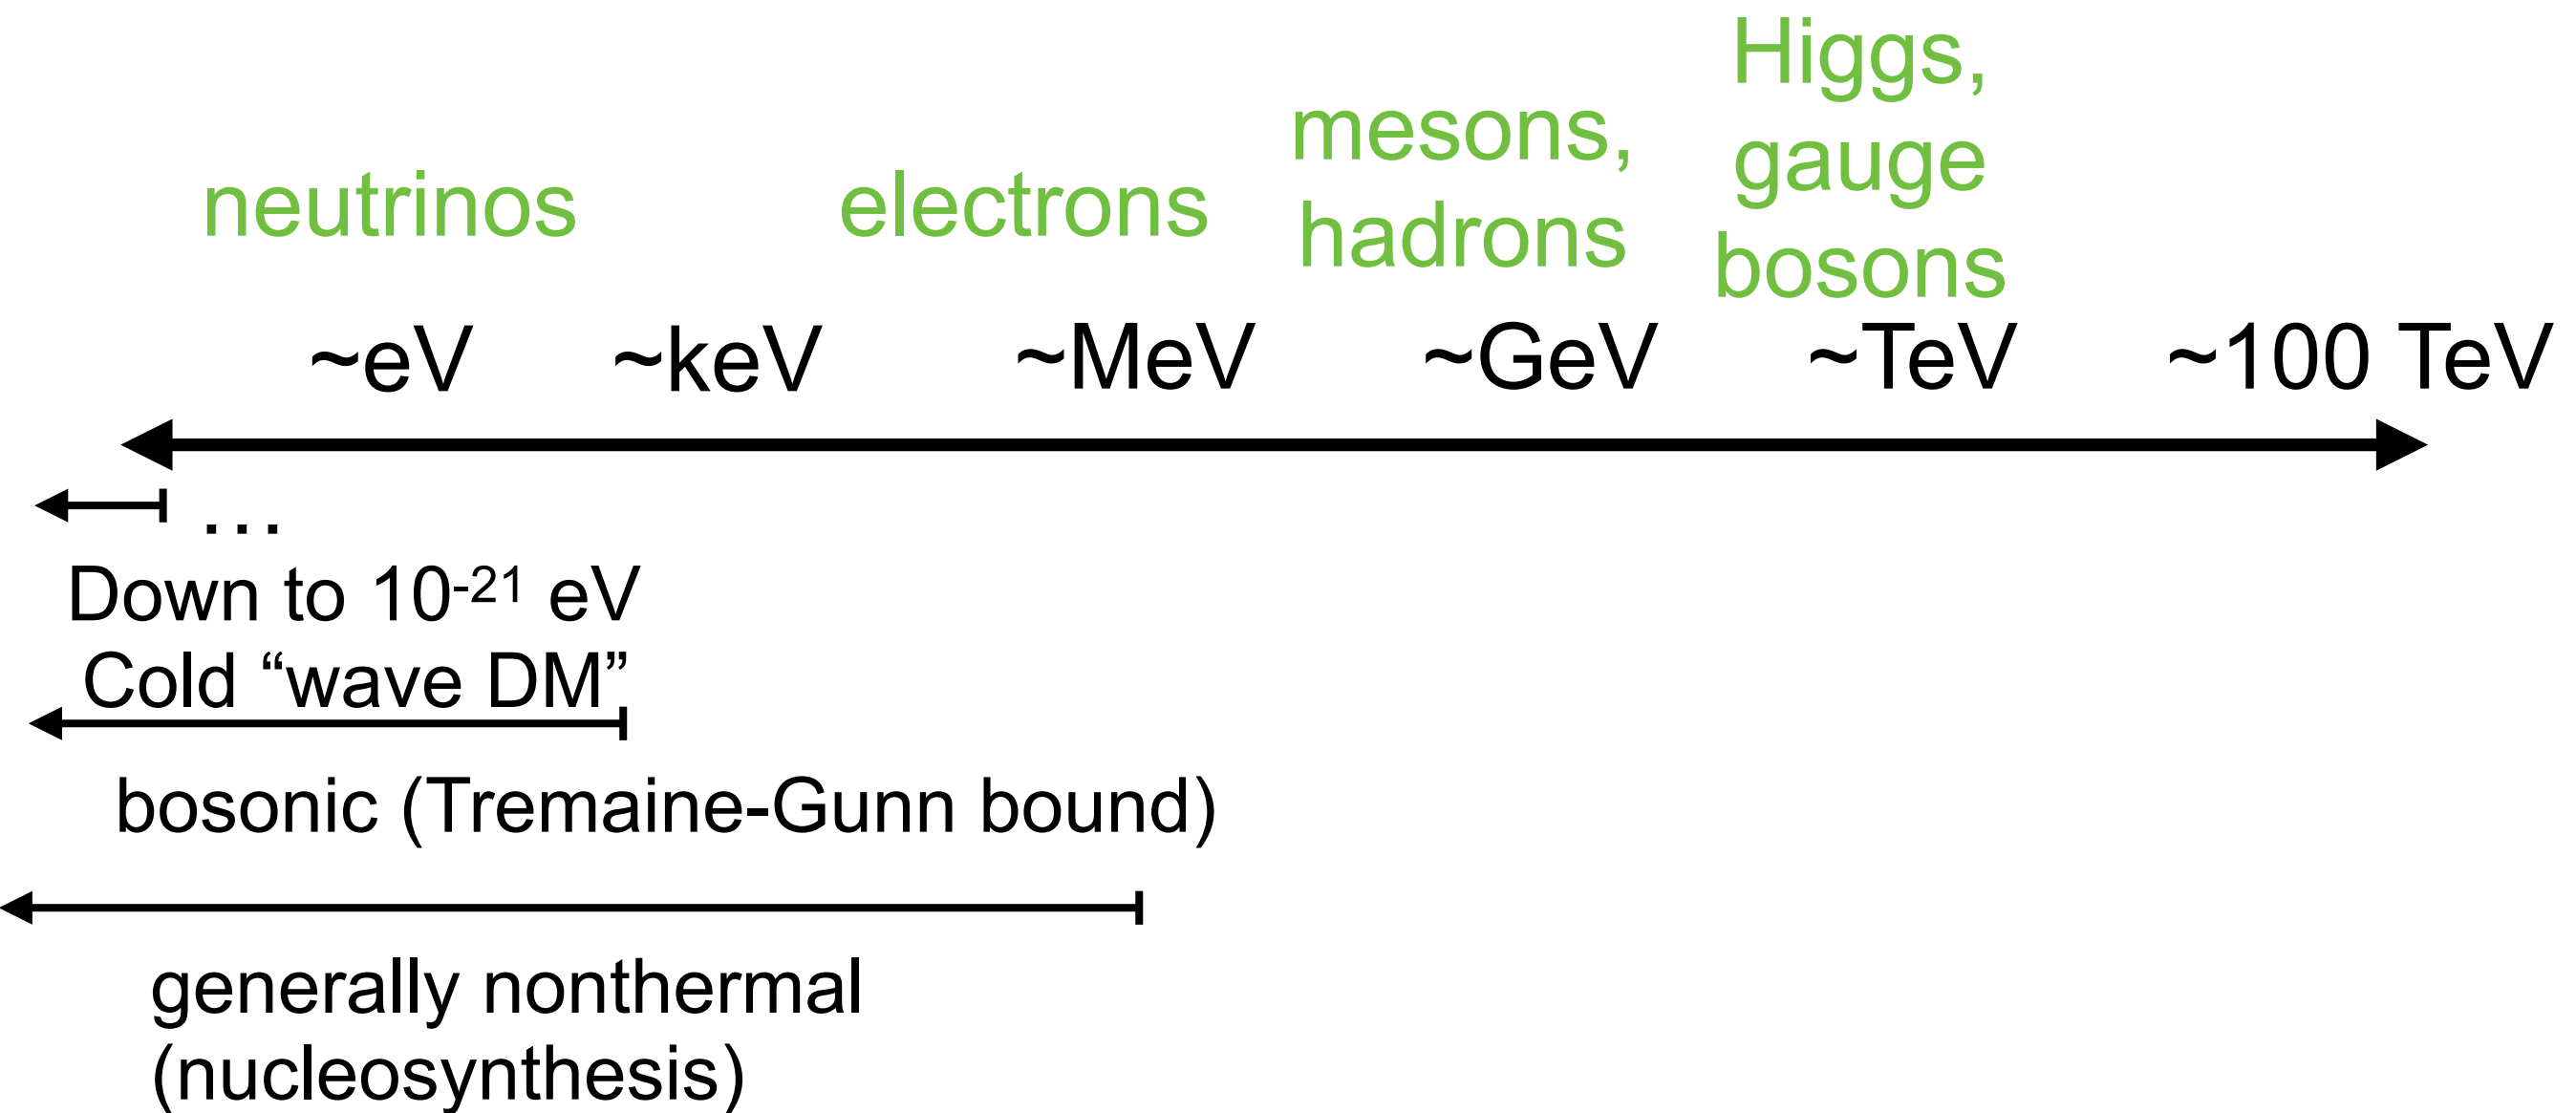 Higgs,
gauge
bosons
mesons,
hadrons
neutrinos electrons
~eV ~keV ~MeV ~GeV ~TeV ~100 TeV
...
Down to 10⁻²¹ eV
Cold “wave DM”
bosonic (Tremaine-Gunn bound)
generally nonthermal
(nucleosynthesis)